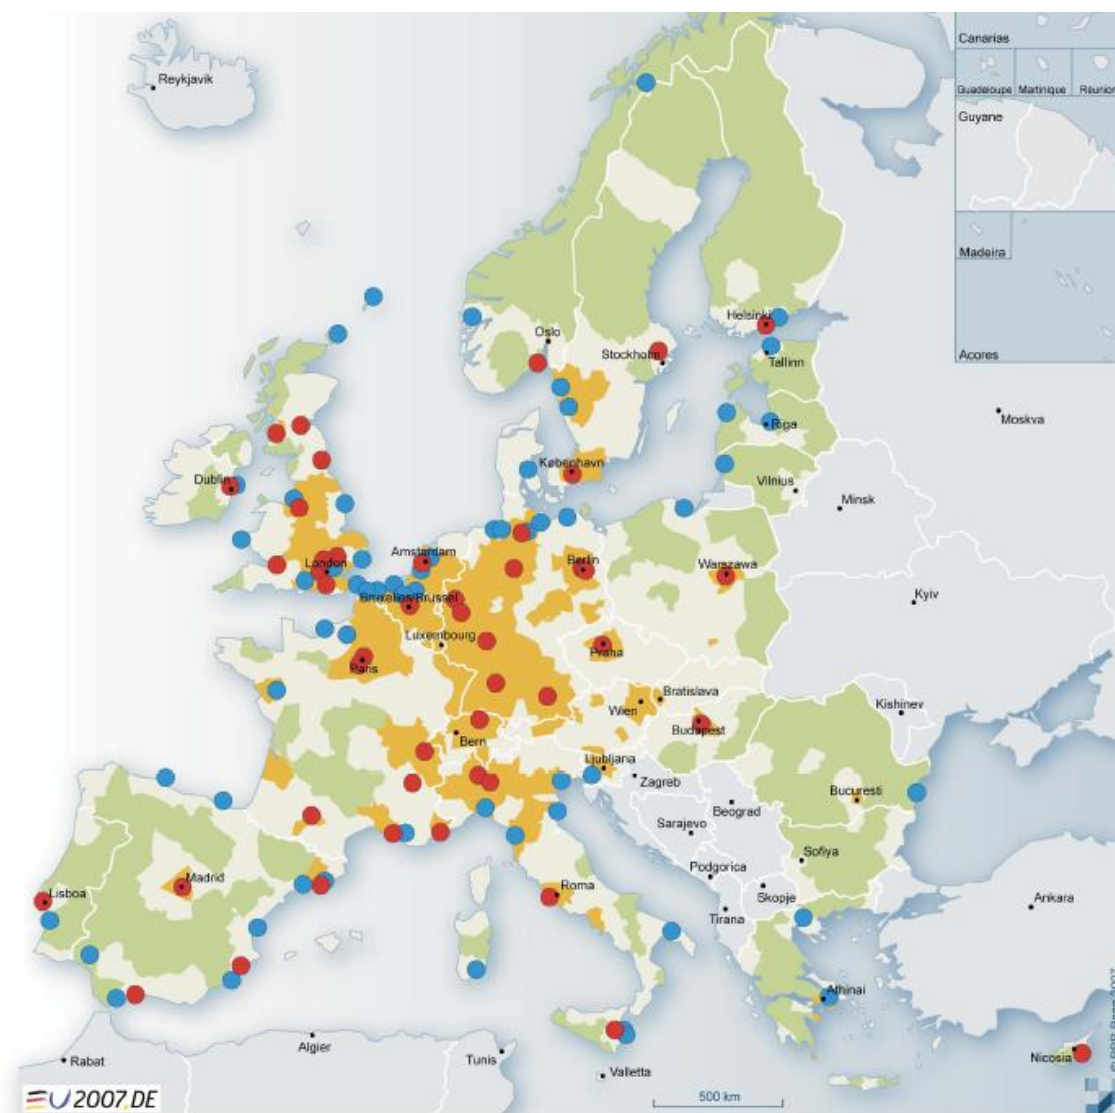 Canarias
Guadeloupe
Martinique
Réunion
Guyane
Madeira
Acores
Reykjavik
Oslo
Helsinki
Stockholm
Tallinn
Riga
Moskva
Dublin
København
Vilnius
Minsk
London
Amsterdam
Berlin
Warszawa
Bruxelles/Brussel
Kyiv
Luxembourg
Praha
Paris
Bratislava
Wien
Kishinev
Bern
Budapest
Ljubljana
Zagreb
Bucuresti
Beograd
Sarajevo
Sofiya
Madrid
Podgorica
Lisboa
Roma
Skopje
Ankara
Tirana
Athinai
Algier
Rabat
Tunis
Nicosia
Valletta
EU2007.DE
500 km